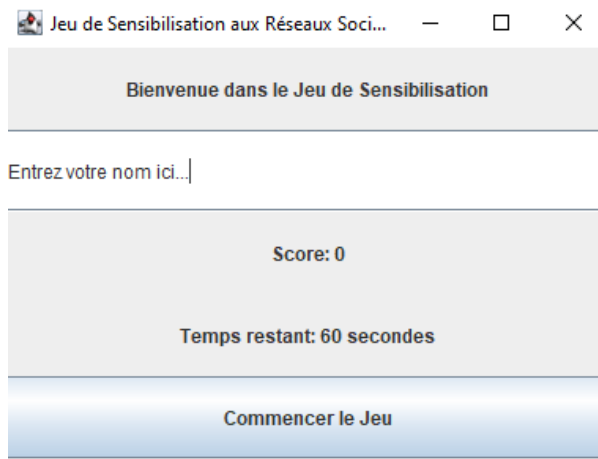 Jeu de Sensibilisation aux Réseaux Soci...
Bienvenue dans le Jeu de Sensibilisation
Entrez votre nom ici...
Score: 0
Temps restant: 60 secondes
Commencer le Jeu